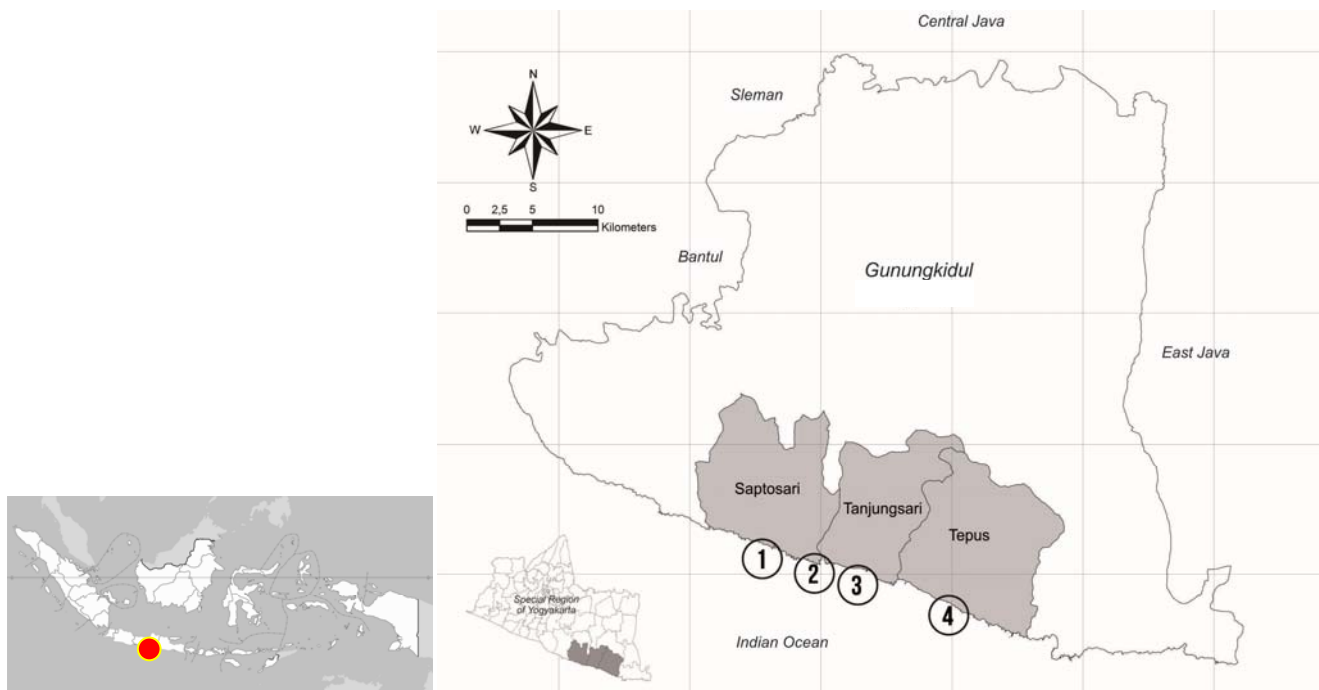 Central Java
Sleman
N
W
E
S
0 2,5 5 10
Kilometers
Bantul
Gunungkidul
East Java
Saptosari
Tanjungsari
Tepus
1
2
3
4
Special Region
of Yogyakarta
Indian Ocean